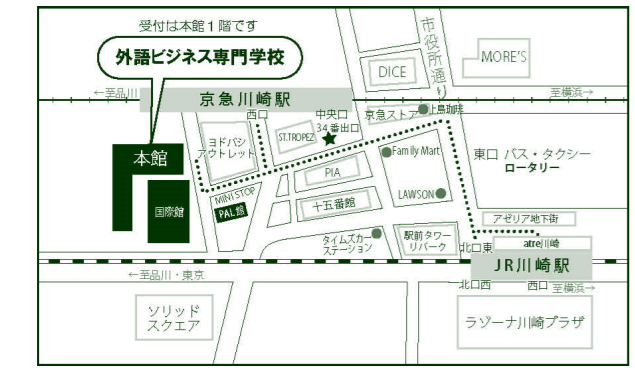 受付は本館1階です
外語ビジネス専門学校
市役所通り
DICE
MORE'S
←至品川
京急川崎駅
至横浜→
西口
中央口
34番出口
京急ストア
上島珈琲
ヨドバシ
アウトレット
ST.TROPEZ
Family Mart
東口 バス・タクシー
ロータリー
本館
PIA
国際館
MINI STOP
PAL館
十五番館
LAWSON
アゼリア地下街
タイムズカー
ステーション
駅前タワー
リパーク
北口東
atre川崎
JR川崎駅
←至品川・東京
北口西
西口
至横浜→
ソリッド
スクエア
ラゾーナ川崎プラザ